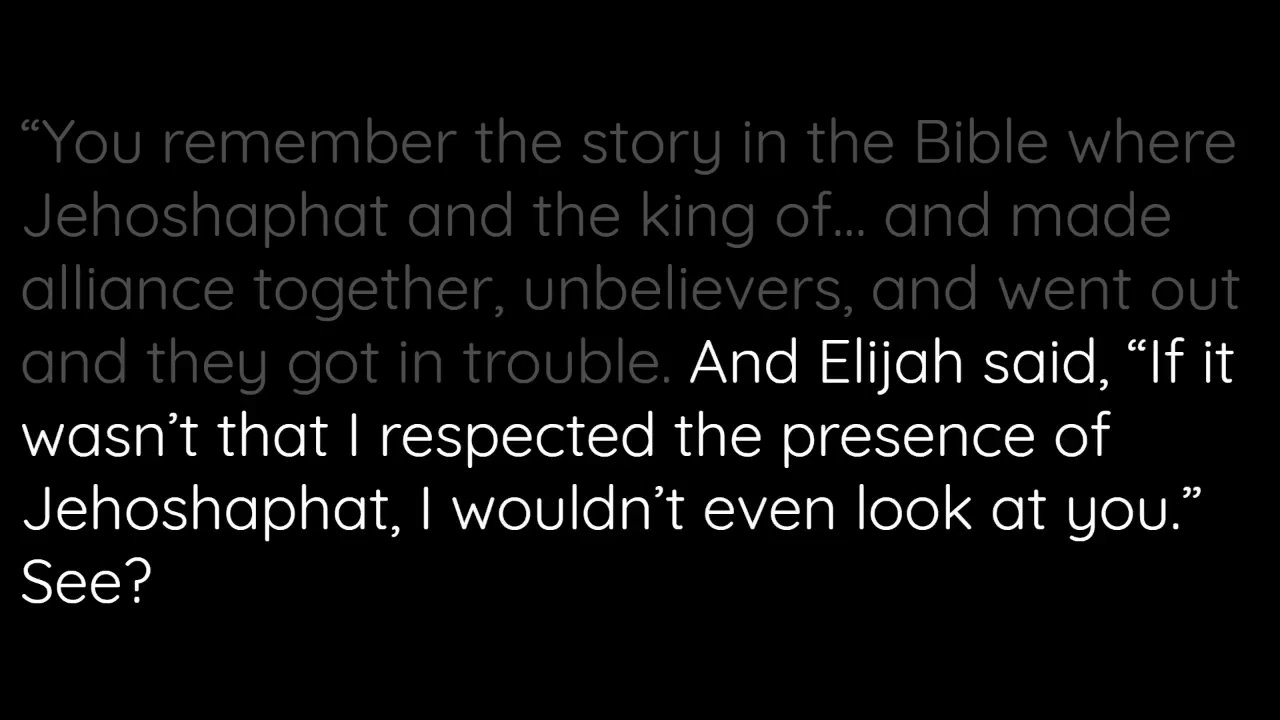 “You remember the story in the Bible where
Jehoshaphat and the king of... and made
alliance together, unbelievers, and went out
and they got in trouble. And Elijah said, “If it
wasn’t that I respected the presence of
Jehoshaphat, I wouldn’t even look at you.”
See?